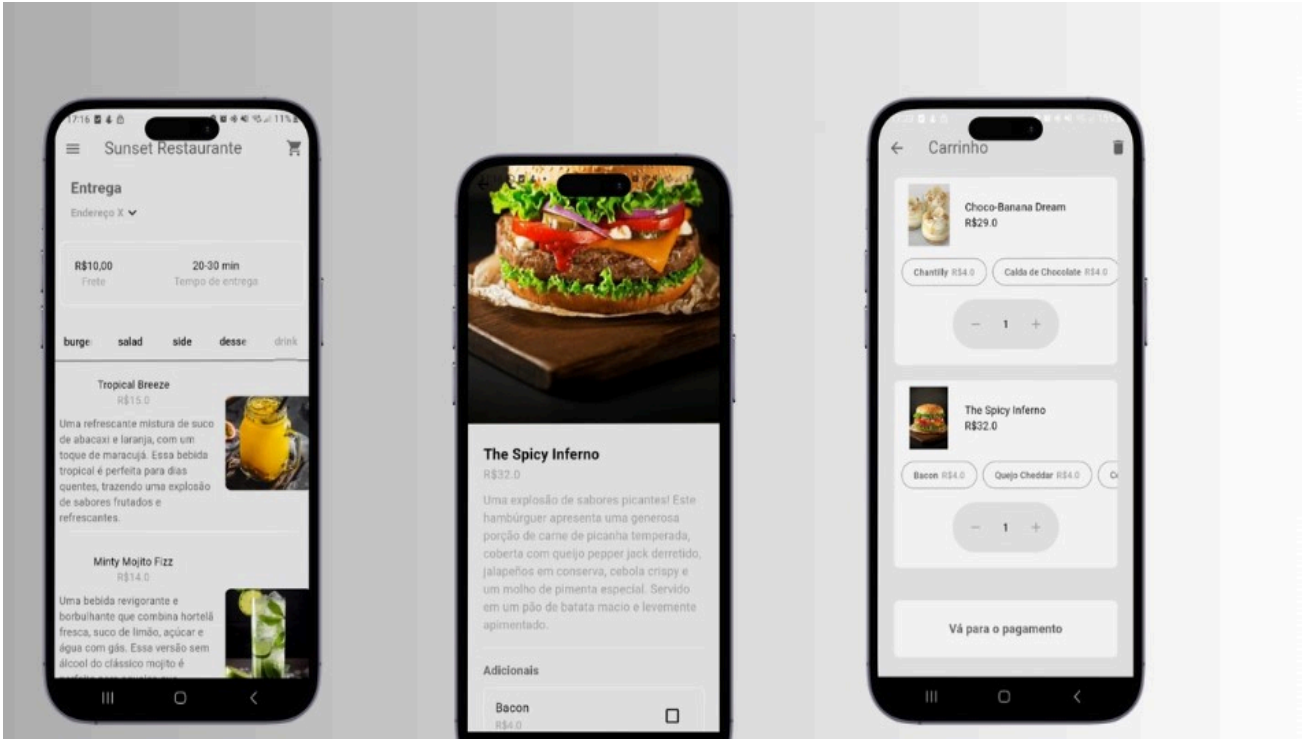 17:16
11%
Sunset Restaurante
Entrega
Endereço X
R$10,00
20-30 min
Frete
Tempo de entrega
burge
salad
side
desse
drink
Tropical Breeze
R$15.0
Uma refrescante mistura de suco
de abacaxi e laranja, com um
toque de maracujá. Essa bebida
tropical é perfeita para dias
quentes, trazendo uma explosão
de sabores frutados e
refrescantes.
Minty Mojito Fizz
R$14.0
Uma bebida revigorante e
borbulhante que combina hortelã
fresca, suco de limão, açúcar e
água com gás. Essa versão sem
álcool do clássico mojito é
The Spicy Inferno
R$32.0
Uma explosão de sabores picantes! Este
hambúrguer apresenta uma generosa
porção de carne de picanha temperada,
coberta com queijo pepper jack derretido,
jalapeños em conserva, cebola crispy e
um molho de pimenta especial. Servido
em um pão de batata macio e levemente
apimentado.
Adicionais
Bacon
R$4.0
Carrinho
Choco-Banana Dream
R$29.0
Chantilly R$4.0
Calda de Chocolate R$4.0
1
The Spicy Inferno
R$32.0
Bacon R$4.0
Quejo Cheddar R$4.0
1
Vá para o pagamento